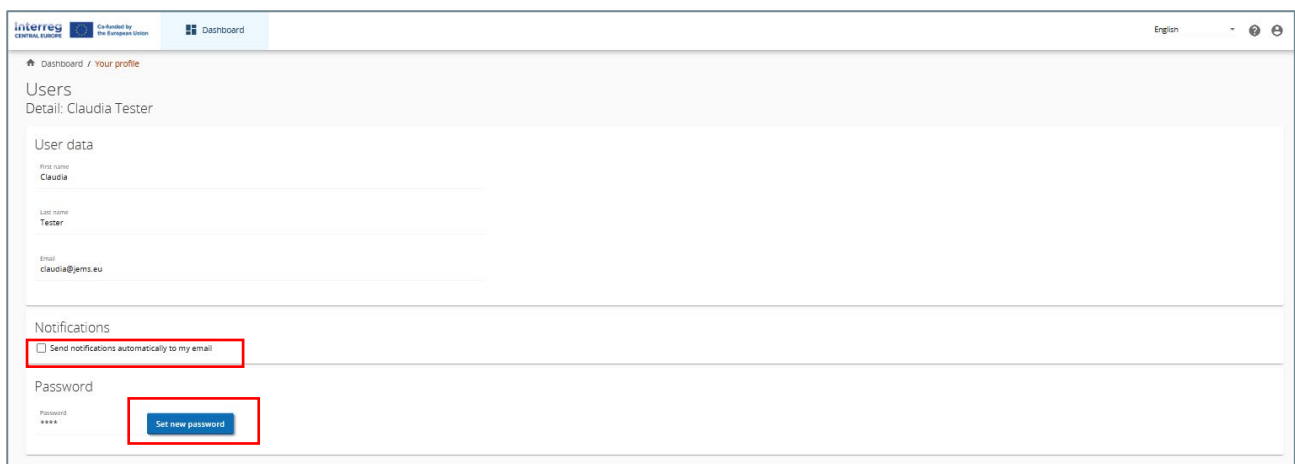 Interreg
CENTRAL EUROPE
Co-funded by
the European Union
Dashboard
English
Dashboard / Your profile
Users
Detail: Claudia Tester
User data
First name
Claudia
Last name
Tester
Email
claudia@jems.eu
Notifications
Send notifications automatically to my email
Password
Password
****
Set new password